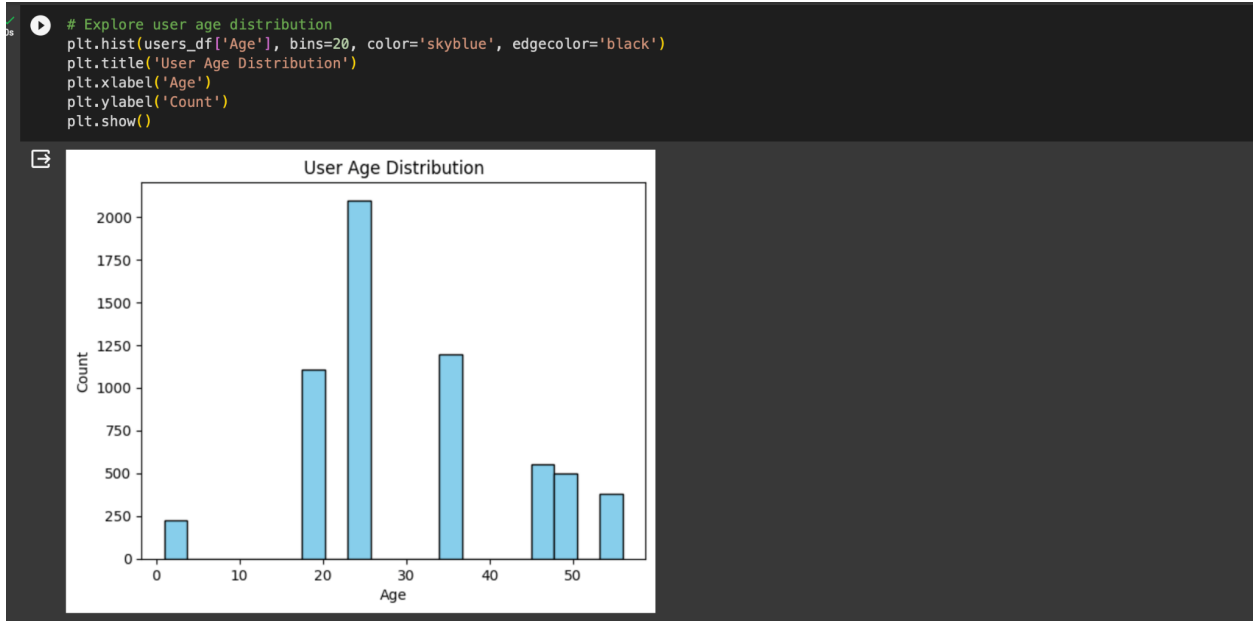 # Explore user age distribution
0s
plt.hist(users_df['Age'], bins=20, color='skyblue', edgecolor='black')
plt.title('User Age Distribution')
plt.xlabel('Age')
plt.ylabel('Count')
plt.show()
User Age Distribution
2000
1750
1500
1250
1000
750
500
250
0
Count
0 10 20 30 40 50
Age